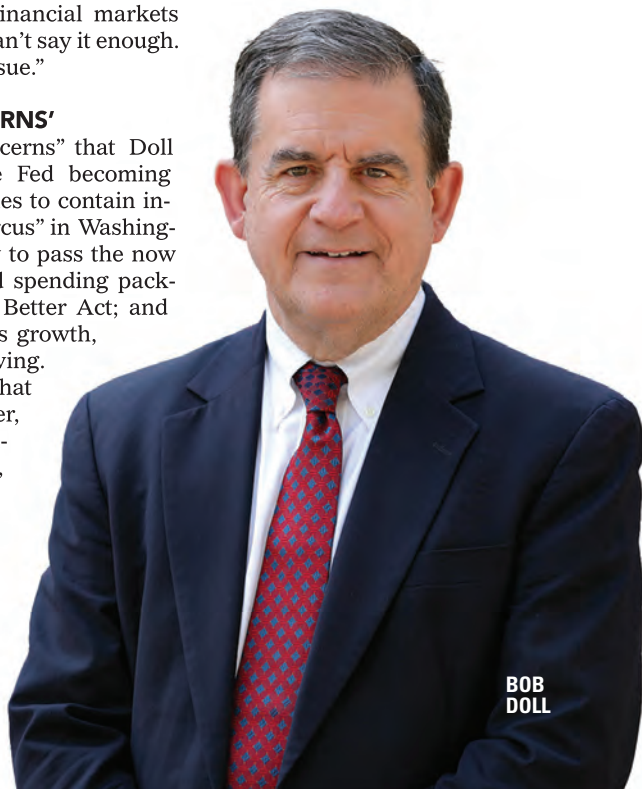 inancial markets
an't say it enough.
sue.”
RNS’
cerns” that Doll
e Fed becoming
es to contain in-
rcus” in Washing-
y to pass the now
l spending pack-
Better Act; and
s growth,
ving.
hat
er,
-
,
BOB
DOLL